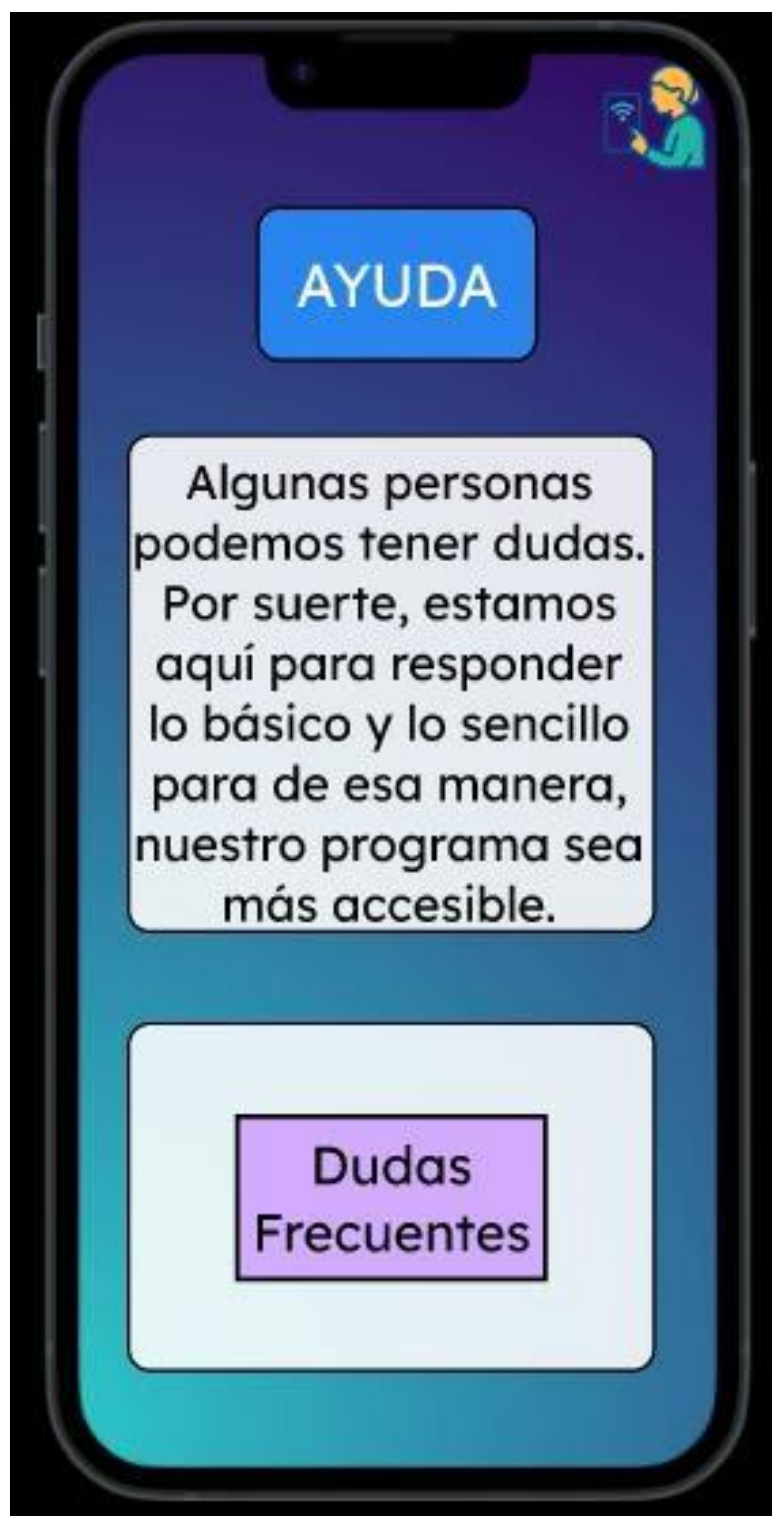 AYUDA
Algunas personas
podemos tener dudas.
Por suerte, estamos
aquí para responder
lo básico y lo sencillo
para de esa manera,
nuestro programa sea
más accesible.
Dudas
Frecuentes